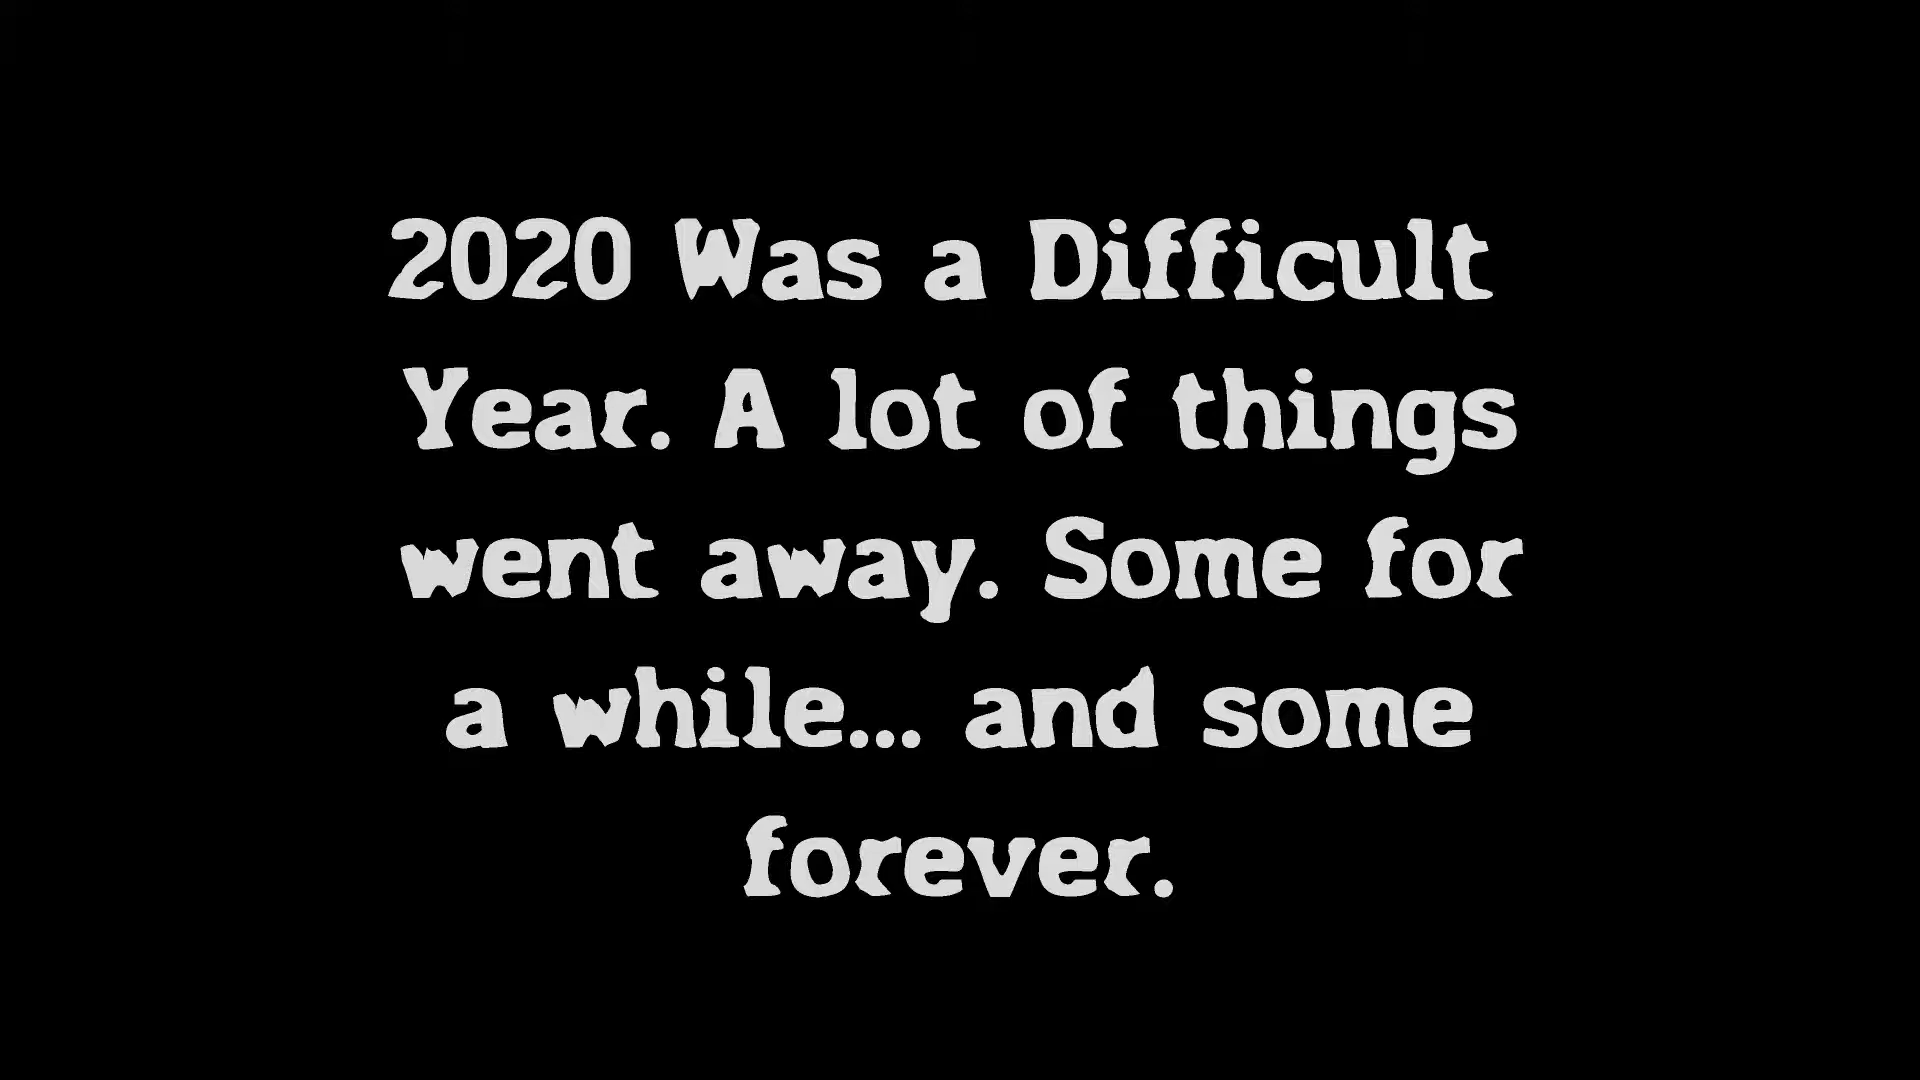 2020 Was a Difficult
Year. A lot of things
went away. Some for
a while... and some
forever.